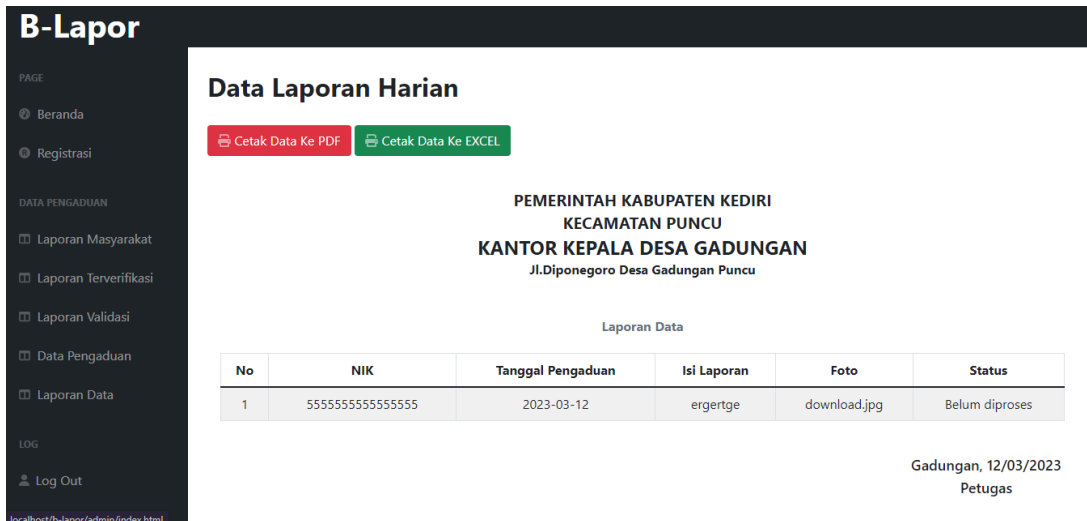 B-Lapor
PAGE
Beranda
Registrasi
DATA PENGADUAN
Laporan Masyarakat
Laporan Terverifikasi
Laporan Validasi
Data Pengaduan
Laporan Data
LOG
Log Out
localhost/b-lapor/admin/index.html
Data Laporan Harian
Cetak Data Ke PDF Cetak Data Ke EXCEL
PEMERINTAH KABUPATEN KEDIRI
KECAMATAN PUNCU
KANTOR KEPALA DESA GADUNGAN
Jl.Diponegoro Desa Gadungan Puncu
Laporan Data
No NIK Tanggal Pengaduan Isi Laporan Foto Status
1 5555555555555555 2023-03-12 ergertge download.jpg Belum diproses
Gadungan, 12/03/2023
Petugas